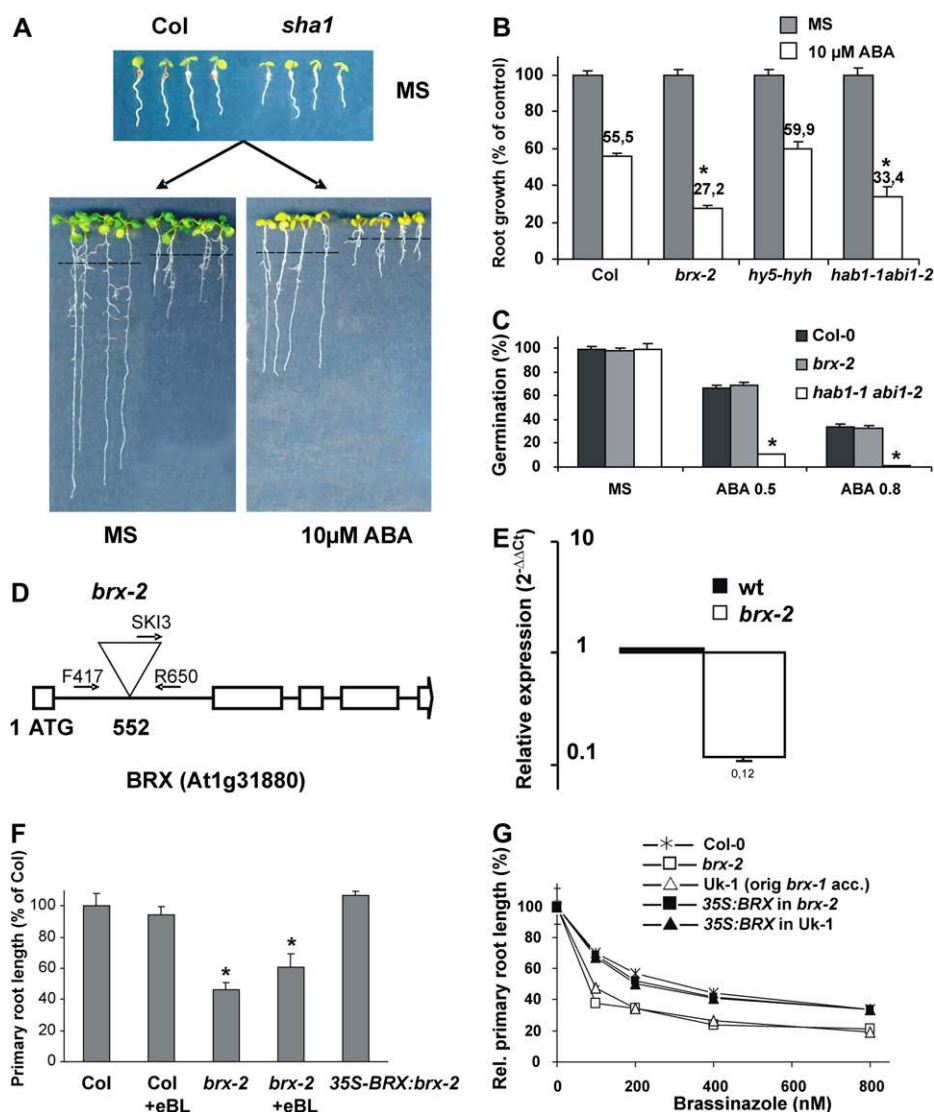 A
Col sha1
MS
MS 10µM ABA
B
MS
10 µM ABA
Root growth (% of control)
120
100
80
60
40
20
0
55,5
*
27,2
59,9
*
33,4
Col brx-2 hy5-hyh hab1-1abi1-2
C
Col-0
brx-2
hab1-1 abi1-2
Germination (%)
100
80
60
40
20
0
*
*
MS ABA 0.5 ABA 0.8
D
brx-2
SKI3
F417 R650
1 ATG 552
BRX (At1g31880)
E
Relative expression (2-ΔΔCt)
10
1
0.1
wt
brx-2
0,12
F
Primary root length (% of Col)
120
100
80
60
40
20
0
*
*
Col Col brx-2 brx-2 35S-BRX:brx-2
+eBL +eBL
G
Col-0
brx-2
Uk-1 (orig brx-1 acc.)
35S:BRX in brx-2
35S:BRX in Uk-1
Rel. primary root length (%)
120
100
80
60
40
20
0
0 200 400 600 800
Brassinazole (nM)